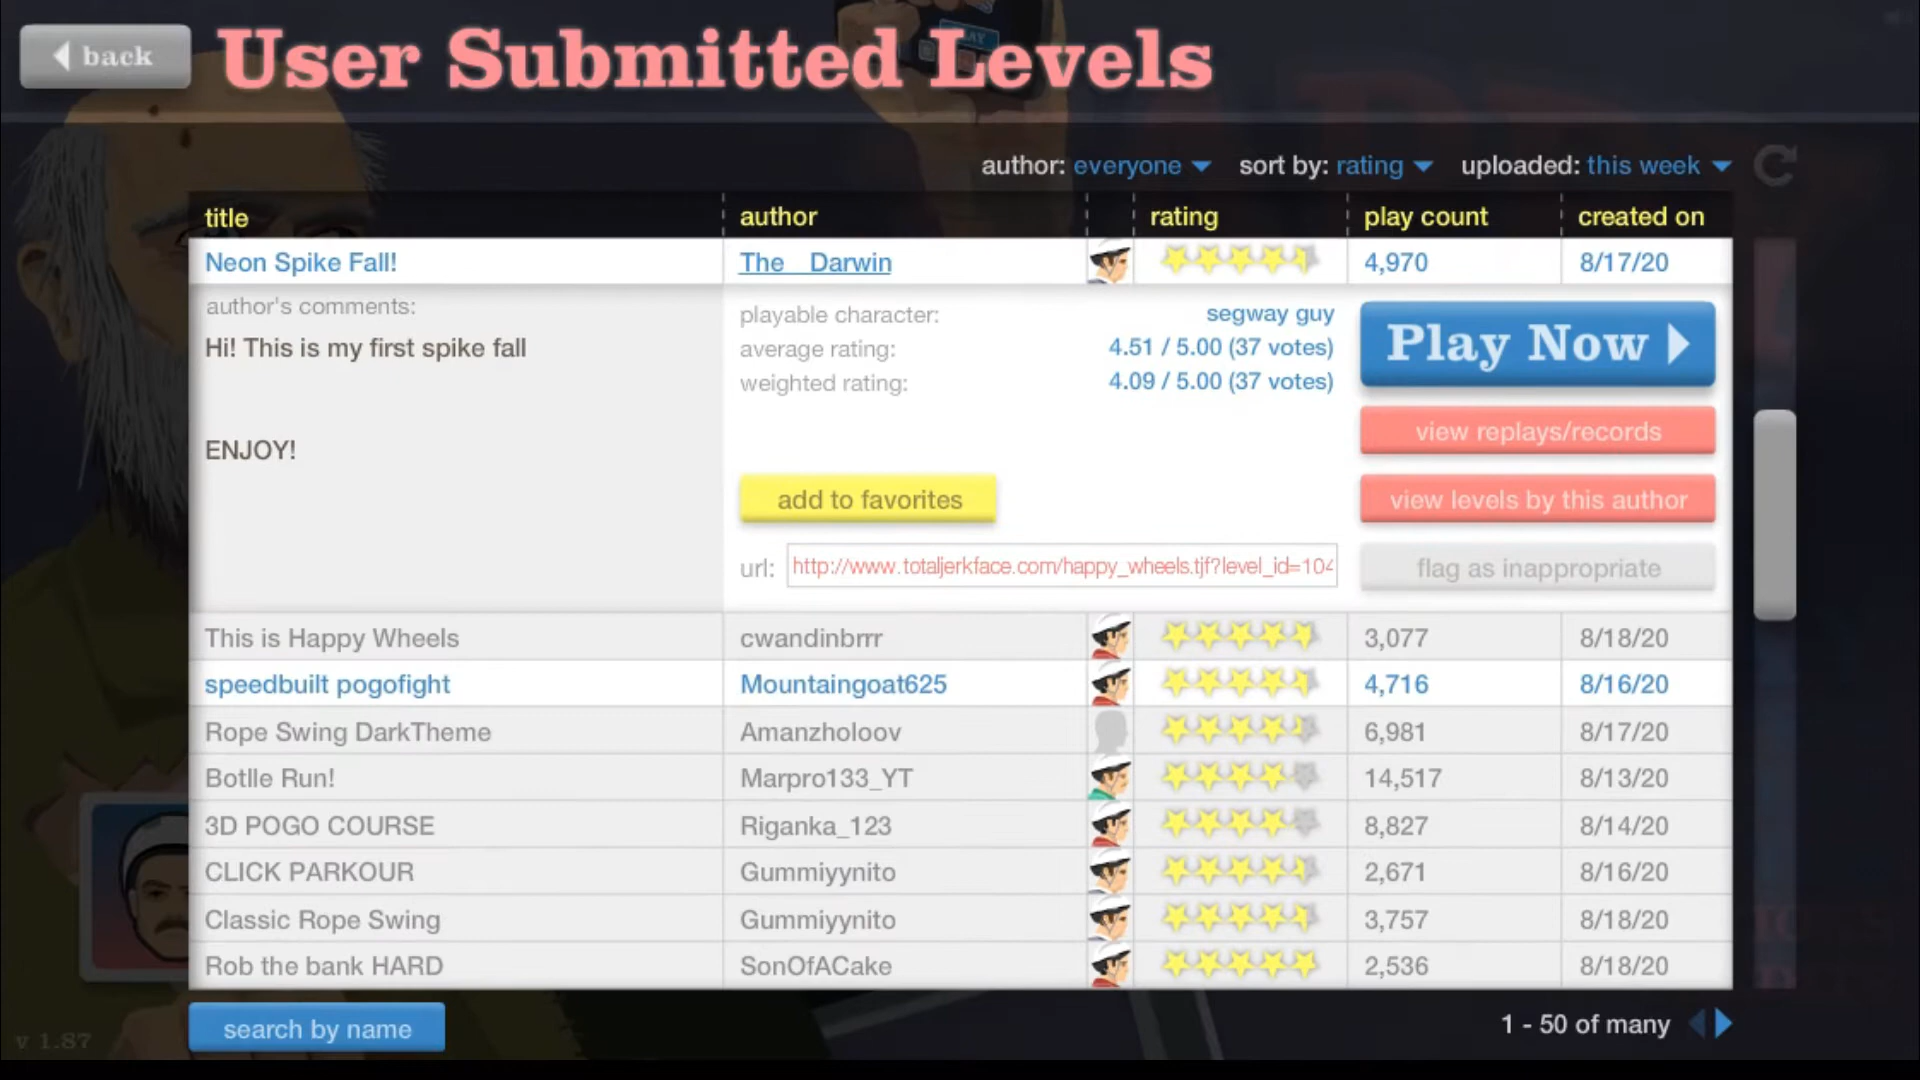 back
User Submitted Levels
author: everyone sort by: rating uploaded: this week
title author rating play count created on
Neon Spike Fall! The__Darwin 4,970 8/17/20
author's comments:
Hi! This is my first spike fall
ENJOY!
playable character: segway guy
average rating: 4.51 / 5.00 (37 votes)
weighted rating: 4.09 / 5.00 (37 votes)
add to favorites
url: http://www.totaljerkface.com/happy_wheels.tjf?level_id=104
Play Now
view replays/records
view levels by this author
flag as inappropriate
This is Happy Wheels cwandinbrrr 3,077 8/18/20
speedbuilt pogofight Mountaingoat625 4,716 8/16/20
Rope Swing DarkTheme Amanzholoov 6,981 8/17/20
Botlle Run! Marpro133_YT 14,517 8/13/20
3D POGO COURSE Riganka_123 8,827 8/14/20
CLICK PARKOUR Gummiyynito 2,671 8/16/20
Classic Rope Swing Gummiyynito 3,757 8/18/20
Rob the bank HARD SonOfACake 2,536 8/18/20
search by name
1 - 50 of many
v 1.87